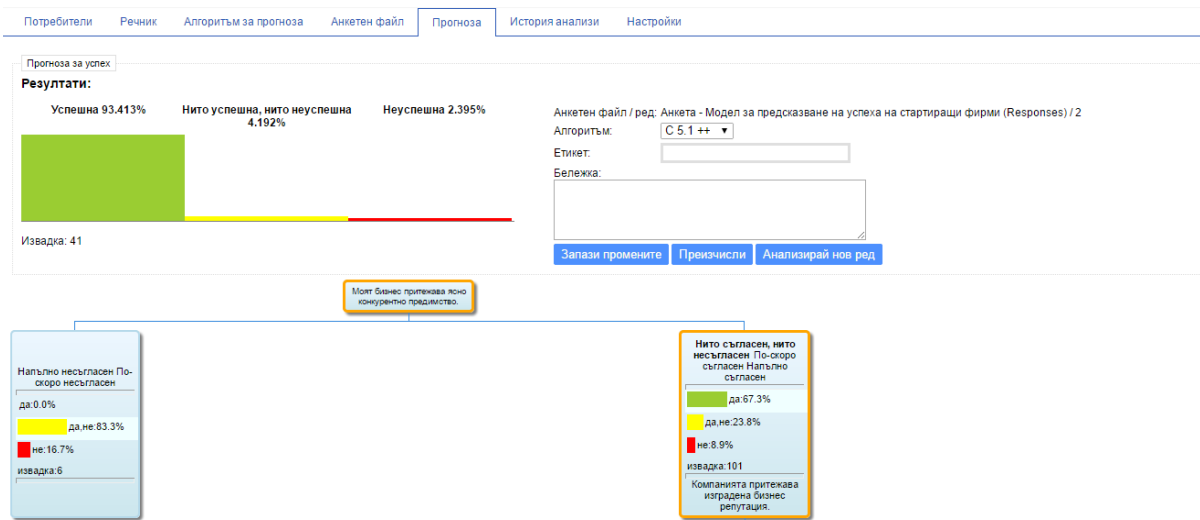 Потребители Речник Алгоритъм за прогноза Анкетен файл Прогноза История анализи Настройки
Прогноза за успех
Резултати:
Успешна 93.413%
Нито успешна, нито неуспешна
4.192%
Неуспешна 2.395%
Извадка: 41
Анкетен файл / ред: Анкета - Модел за предсказване на успеха на стартиращи фирми (Responses) / 2
Алгоритъм: C 5.1 ++
Етикет:
Бележка:
Запази промените Преизчисли Анализирай нов ред
Моят бизнес притежава ясно
конкурентно предимство.
Напълно несъгласен По-
скоро несъгласен
да:0.0%
да,не:83.3%
не:16.7%
извадка:6
Нито съгласен, нито
несъгласен По-скоро
съгласен Напълно
съгласен
да:67.3%
да,не:23.8%
не:8.9%
извадка:101
Компанията притежава
изградена бизнес
репутация.